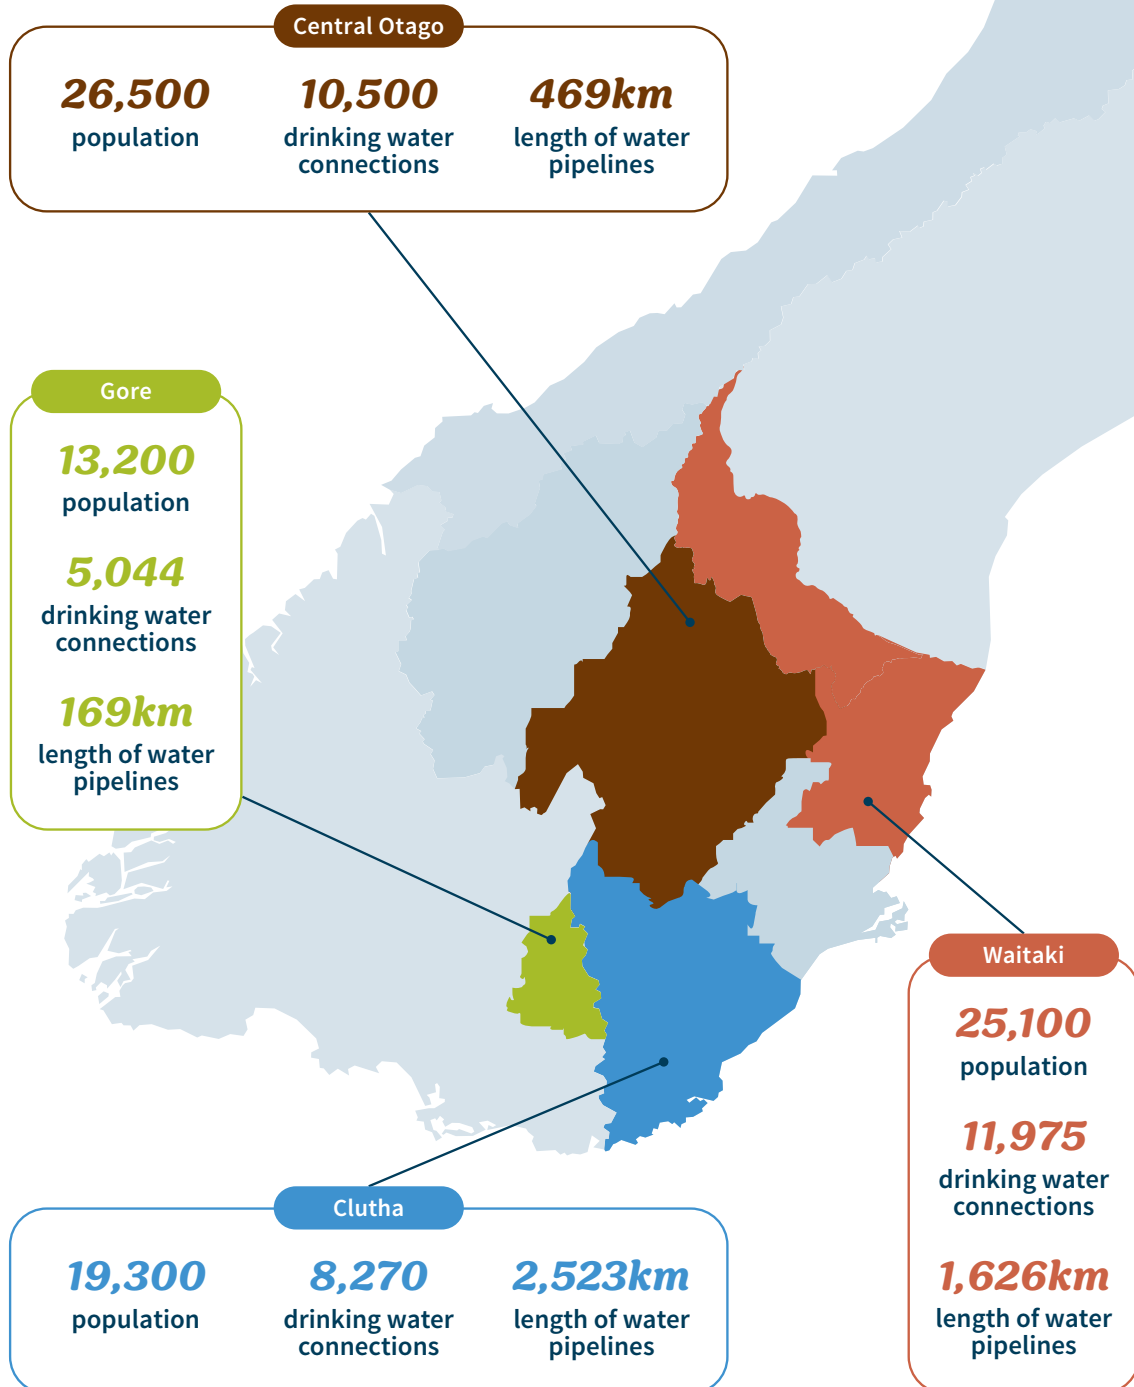 Central Otago
26,500
population
10,500
drinking water
connections
469km
length of water
pipelines
Gore
13,200
population
5,044
drinking water
connections
169km
length of water
pipelines
Waitaki
25,100
population
11,975
drinking water
connections
1,626km
length of water
pipelines
Clutha
19,300
population
8,270
drinking water
connections
2,523km
length of water
pipelines